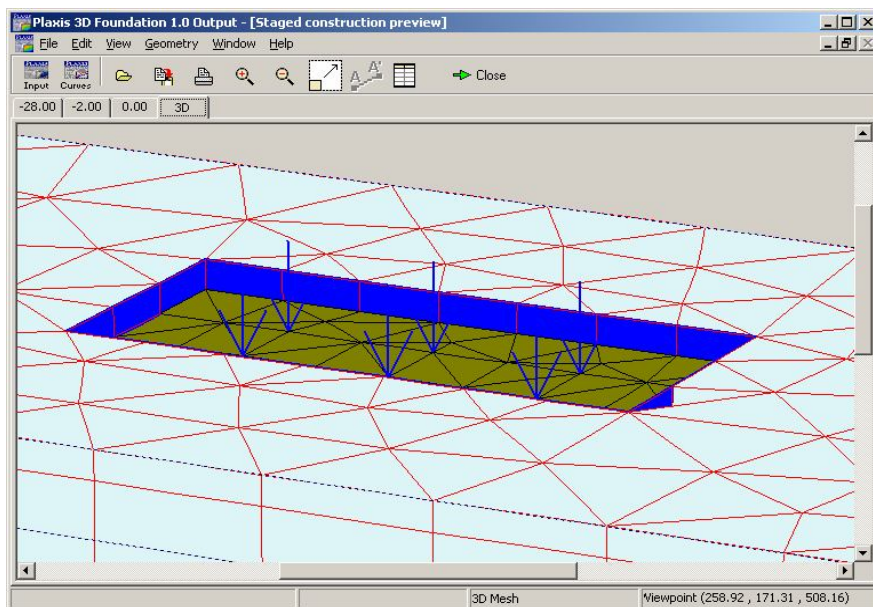 Plaxis 3D Foundation 1.0 Output - [Staged construction preview]
File Edit View Geometry Window Help
Input Curves A A* Close
-28.00 -2.00 0.00 3D
3D Mesh Viewpoint (258.92 , 171.31 , 508.16)